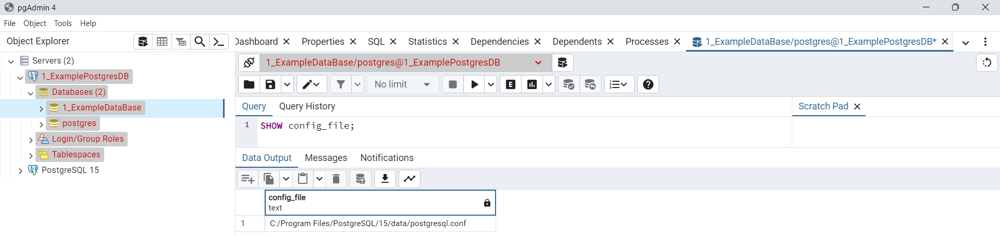 pgAdmin 4
File Object Tools Help
Object Explorer
Dashboard Properties SQL Statistics Dependencies Dependents Processes 1_ExampleDataBase/postgres@1_ExamplePostgresDB*
Servers (2)
1_ExamplePostgresDB
Databases (2)
1_ExampleDataBase
postgres
Login/Group Roles
Tablespaces
PostgreSQL 15
1_ExampleDataBase/postgres@1_ExamplePostgresDB
No limit
E
Query Query History
Scratch Pad
1 SHOW config_file;
Data Output Messages Notifications
config_file
text
1 C:/Program Files/PostgreSQL/15/data/postgresql.conf